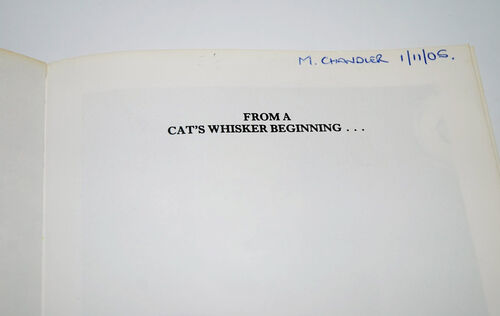 M. CHANDLER 1/11/05.
FROM A
CAT'S WHISKER BEGINNING . . .